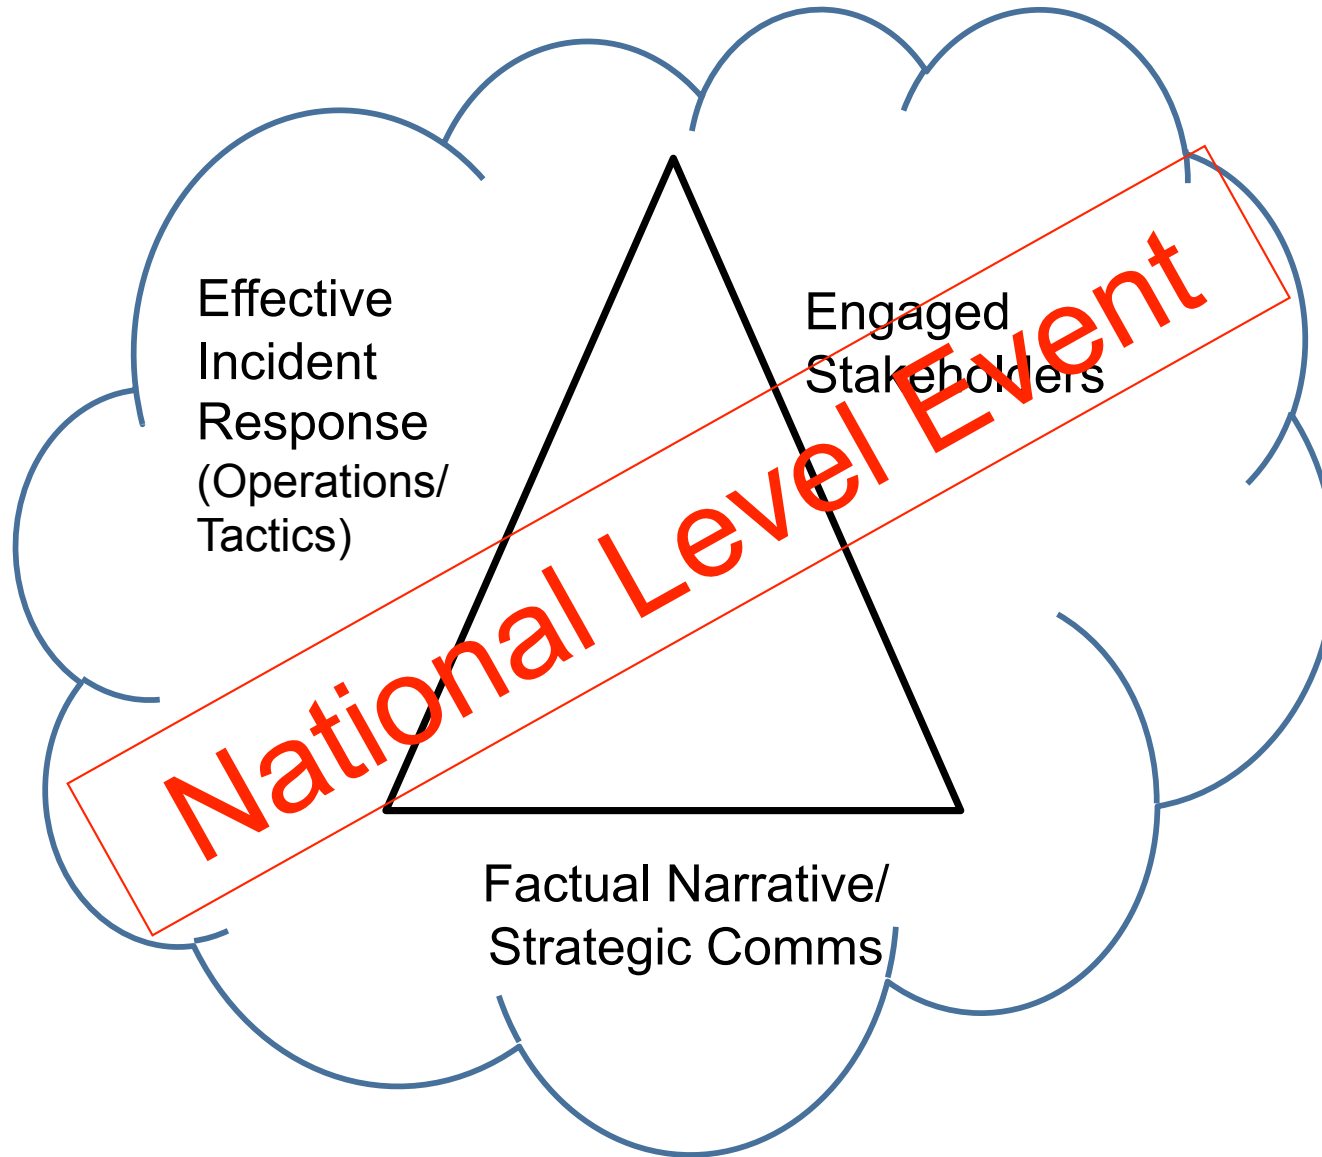 Effective
Incident
Response
(Operations/
Tactics)
Engaged
Stakeholders
National Level Event
Factual Narrative/
Strategic Comms